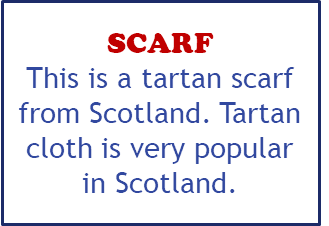 SCARF
This is a tartan scarf
from Scotland. Tartan
cloth is very popular
in Scotland.